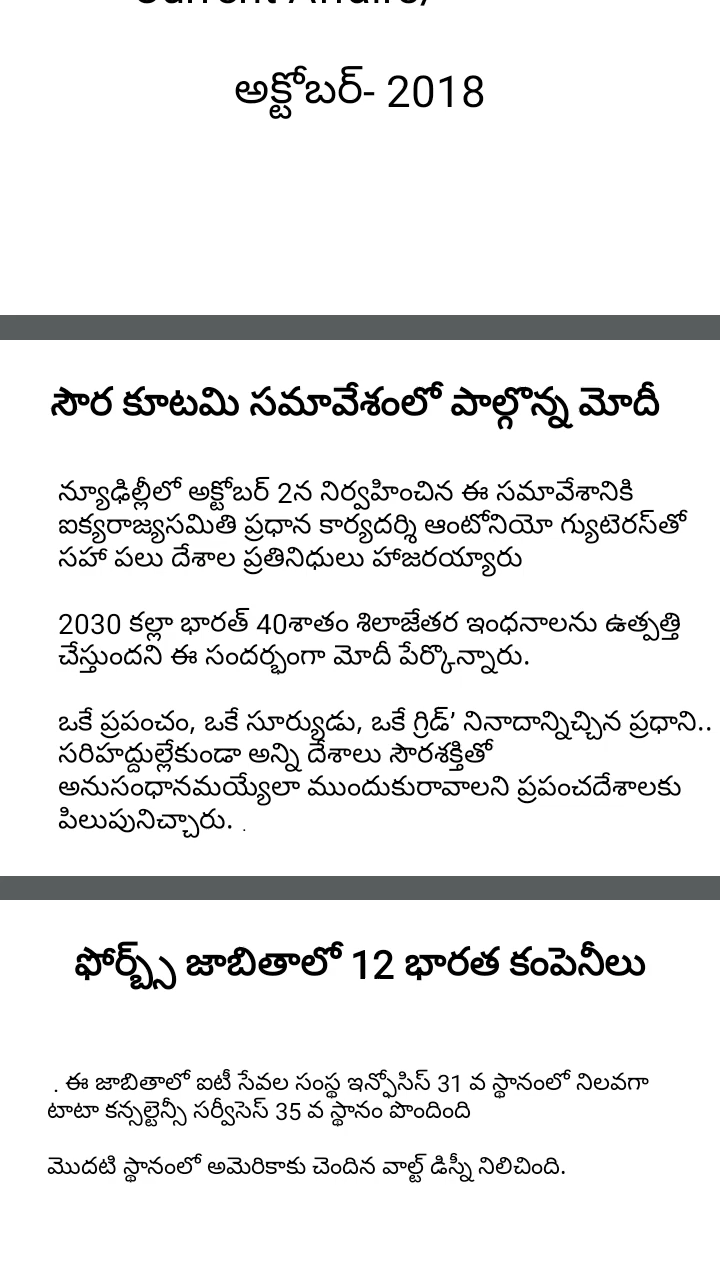 Current Affairs/
అక్టోబర్- 2018
సౌర కూటమి సమావేశంలో పాల్గొన్న మోదీ
న్యూఢిల్లీలో అక్టోబర్ 2న నిర్వహించిన ఈ సమావేశానికి
ఐక్యరాజ్యసమితి ప్రధాన కార్యదర్శి ఆంటోనియో గ్యుటెరస్‌తో
సహా పలు దేశాల ప్రతినిధులు హాజరయ్యారు
2030 కల్లా భారత్ 40శాతం శిలాజేతర ఇంధనాలను ఉత్పత్తి
చేస్తుందని ఈ సందర్భంగా మోదీ పేర్కొన్నారు.
ఒకే ప్రపంచం, ఒకే సూర్యుడు, ఒకే గ్రిడ్’ నినాదాన్నిచ్చిన ప్రధాని..
సరిహద్దుల్లేకుండా అన్ని దేశాలు సౌరశక్తితో
అనుసంధానమయ్యేలా ముందుకురావాలని ప్రపంచదేశాలకు
పిలుపునిచ్చారు. .
ఫోర్బ్స్ జాబితాలో 12 భారత కంపెనీలు
. ఈ జాబితాలో ఐటీ సేవల సంస్థ ఇన్ఫోసిస్ 31 వ స్థానంలో నిలవగా
టాటా కన్సల్టెన్సీ సర్వీసెస్ 35 వ స్థానం పొందింది
మొదటి స్థానంలో అమెరికాకు చెందిన వాల్ట్ డిస్నీ నిలిచింది.